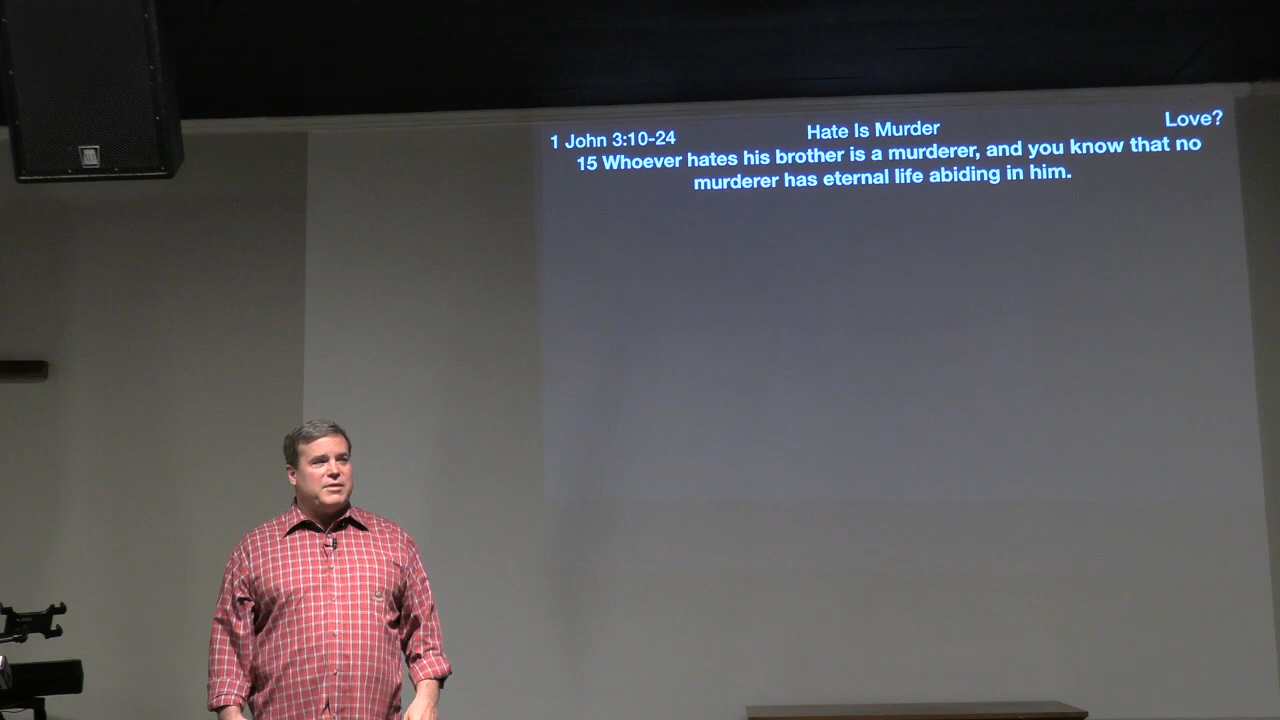 1 John 3:10-24 Hate Is Murder Love?
15 Whoever hates his brother is a murderer, and you know that no
murderer has eternal life abiding in him.